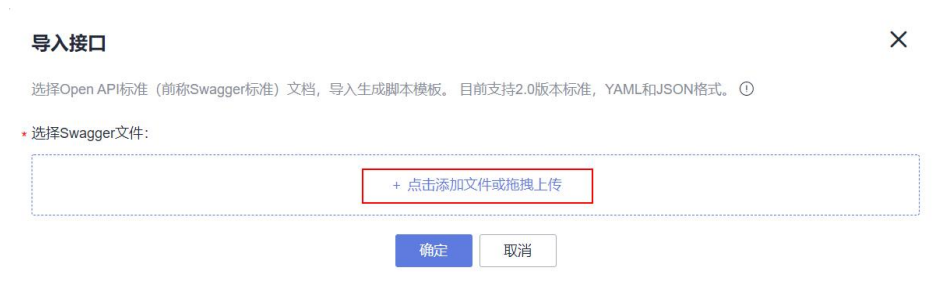 导入接口
选择Open API标准（前称Swagger标准）文档，导入生成脚本模板。 目前支持2.0版本标准，YAML和JSON格式。
* 选择Swagger文件：
+ 点击添加文件或拖拽上传
确定 取消